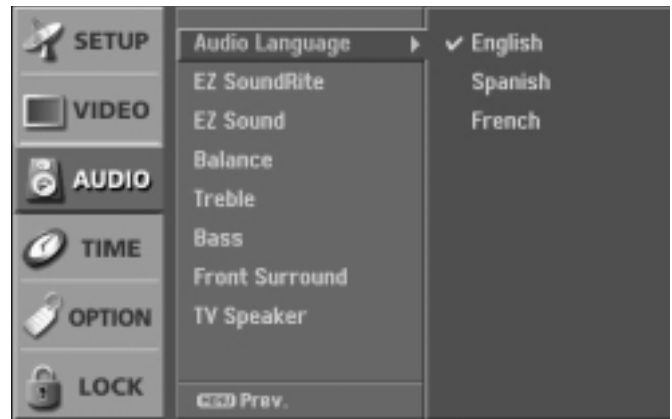 SETUP
VIDEO
AUDIO
TIME
OPTION
LOCK
Audio Language
EZ SoundRite
EZ Sound
Balance
Treble
Bass
Front Surround
TV Speaker
MENU Prev.
English
Spanish
French